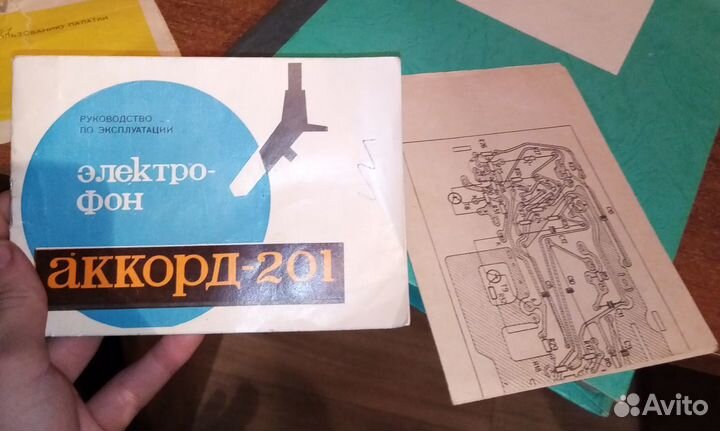 ПОЛЬЗОВАНИЮ ПАЛАТКИ
РУКОВОДСТВО
ПО ЭКСПЛУАТАЦИИ
электро-
фон
аккорд-201
Avito